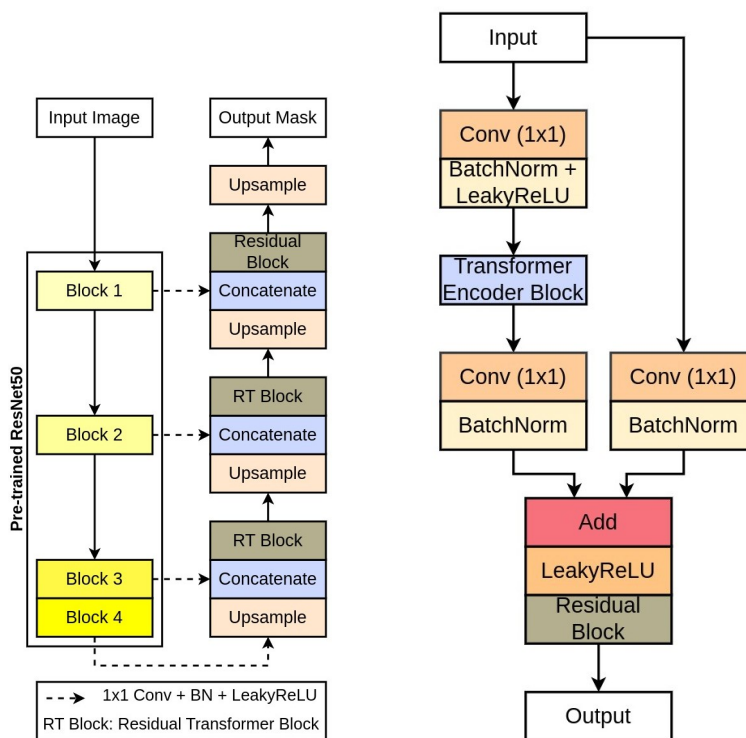 Input Image
Output Mask
Upsample
Residual
Block
Pre-trained ResNet50
Block 1
Concatenate
Upsample
RT Block
Block 2
Concatenate
Upsample
RT Block
Block 3
Concatenate
Block 4
Upsample
1x1 Conv + BN + LeakyReLU
RT Block: Residual Transformer Block
Input
Conv (1x1)
BatchNorm +
LeakyReLU
Transformer
Encoder Block
Conv (1x1)
Conv (1x1)
BatchNorm
BatchNorm
Add
LeakyReLU
Residual
Block
Output